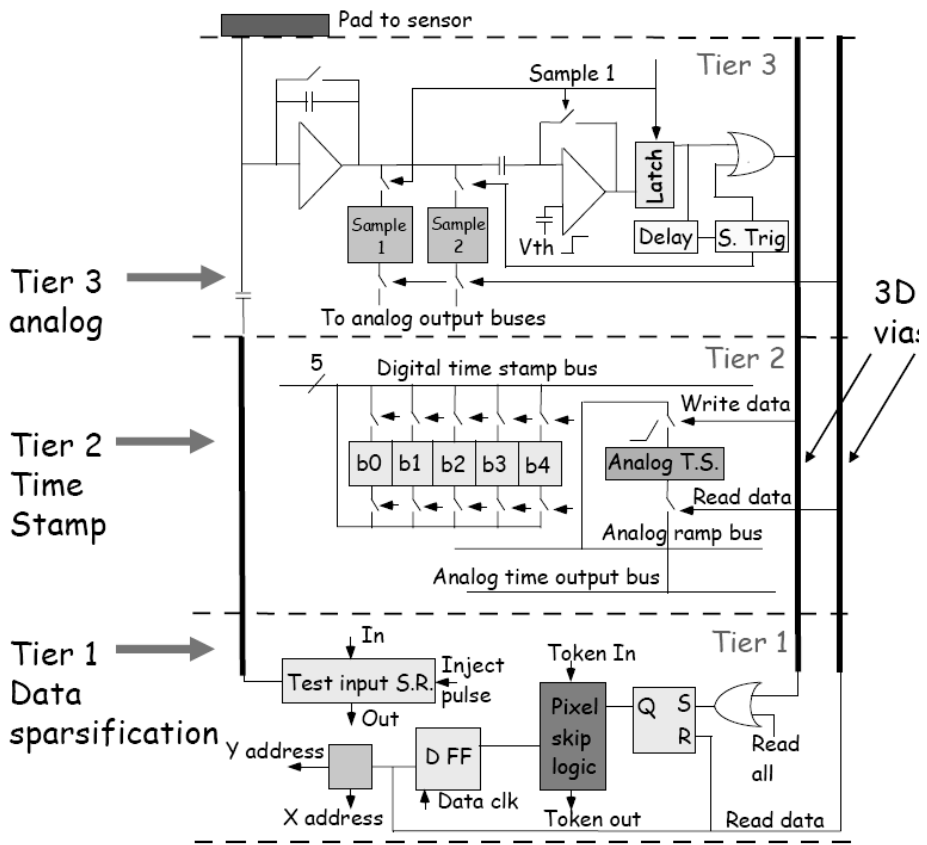 Pad to sensor
Tier 3
Sample 1
Latch
Sample
1
Sample
2
Vth
Delay
S. Trig
Tier 3
analog
To analog output buses
3D
vias
Tier 2
5
Digital time stamp bus
Write data
b0 b1 b2 b3 b4
Analog T.S.
Tier 2
Time
Stamp
Read data
Analog ramp bus
Analog time output bus
Tier 1
In
Token In
Tier 1
Data
sparsification
Test input S.R.
Inject
pulse
Out
Pixel
skip
logic
Q S
R
Read
all
Y address
D FF
X address
Data clk
Token out
Read data